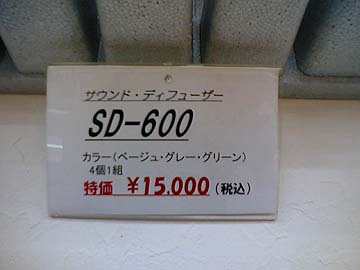 サウンド・ディフューザー
SD-600
カラー(ベージュ・グレー・グリーン)
4個1組
特価 ¥15,000(税込)